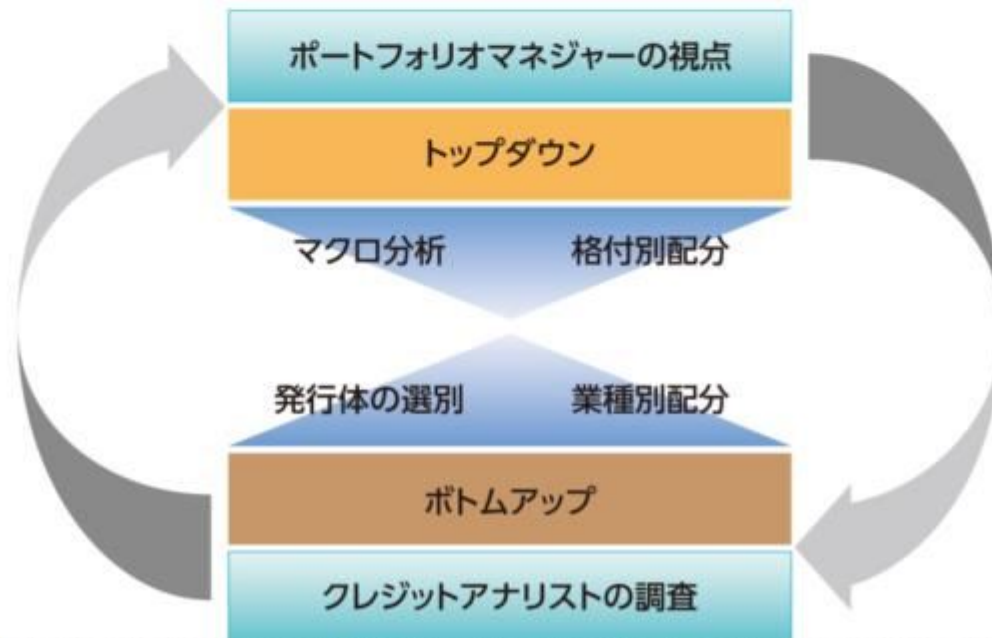 ポートフォリオマネジャーの視点
トップダウン
マクロ分析 格付別配分
発行体の選別 業種別配分
ボトムアップ
クレジットアナリストの調査